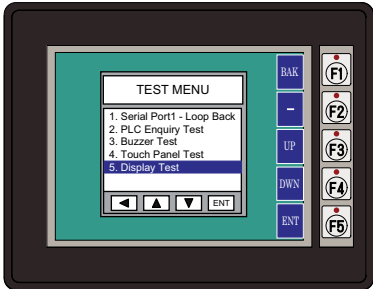 TEST MENU
1. Serial Port1 - Loop Back
2. PLC Enquiry Test
3. Buzzer Test
4. Touch Panel Test
5. Display Test
ENT
BAK
–
UP
DWN
ENT
F1
F2
F3
F4
F5